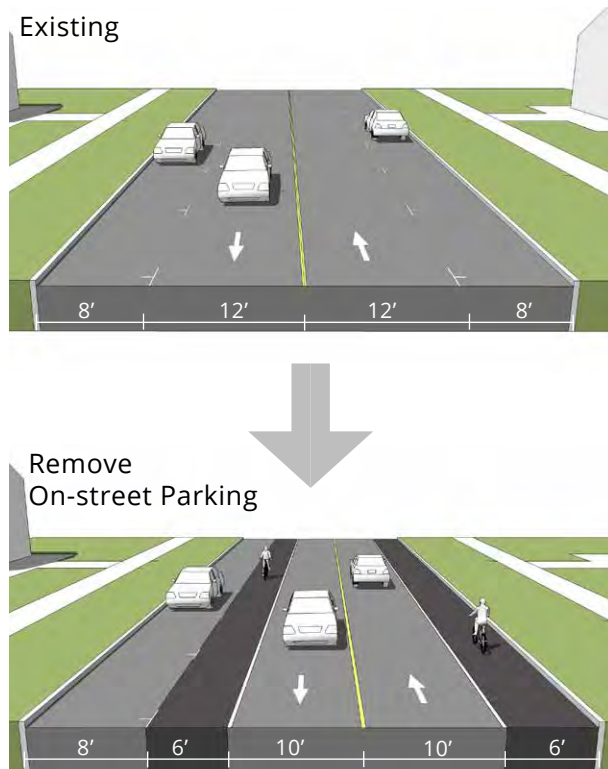 Existing
8’ 12’ 12’ 8’
Remove
On-street Parking
8’ 6’ 10’ 10’ 6’